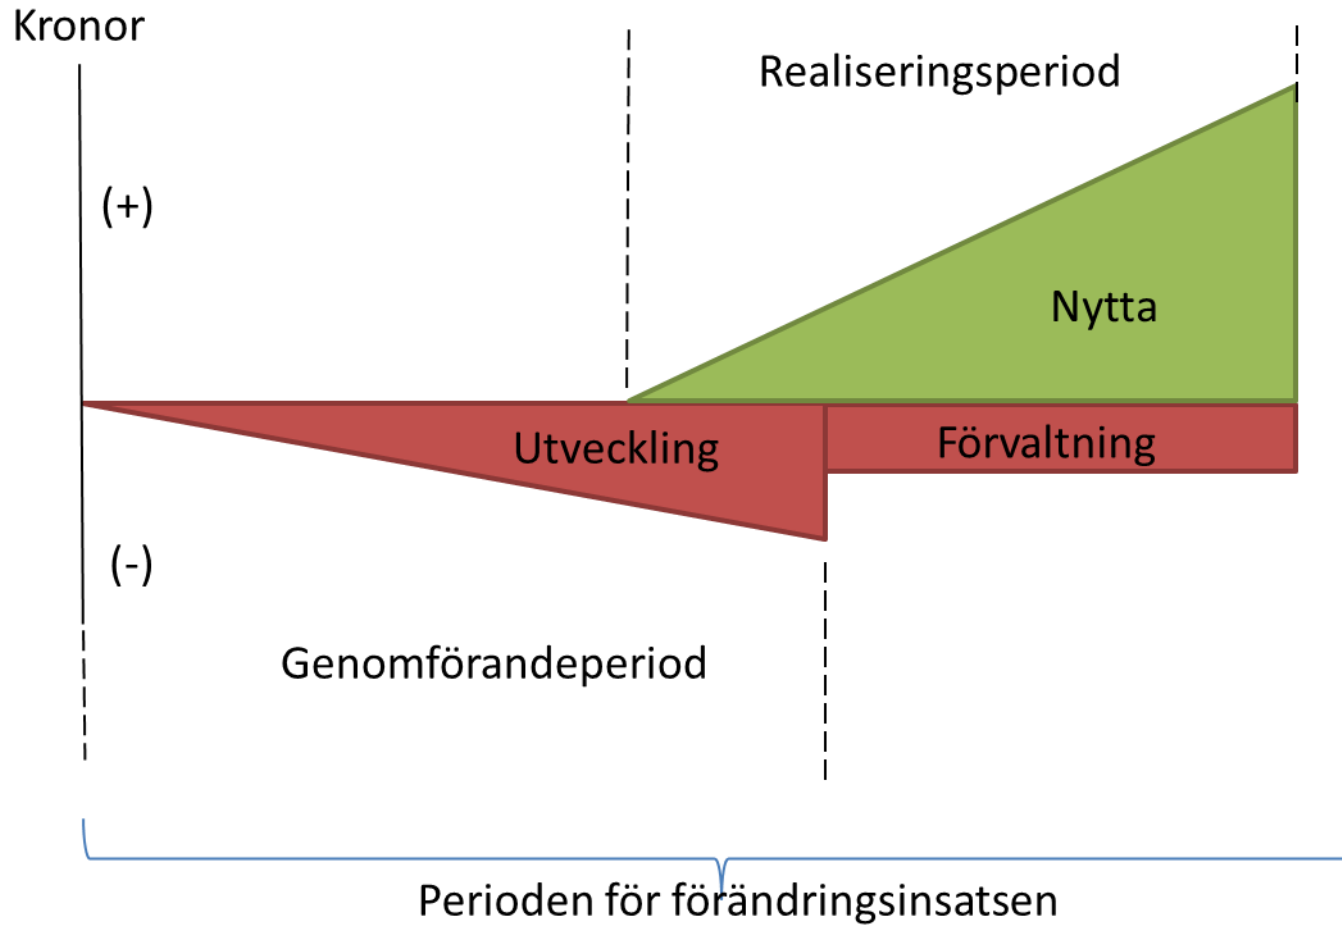 Kronor
Realiseringsperiod
(+)
Nytta
Utveckling
Förvaltning
(-)
Genomförandeperiod
Perioden för förändringsinsatsen